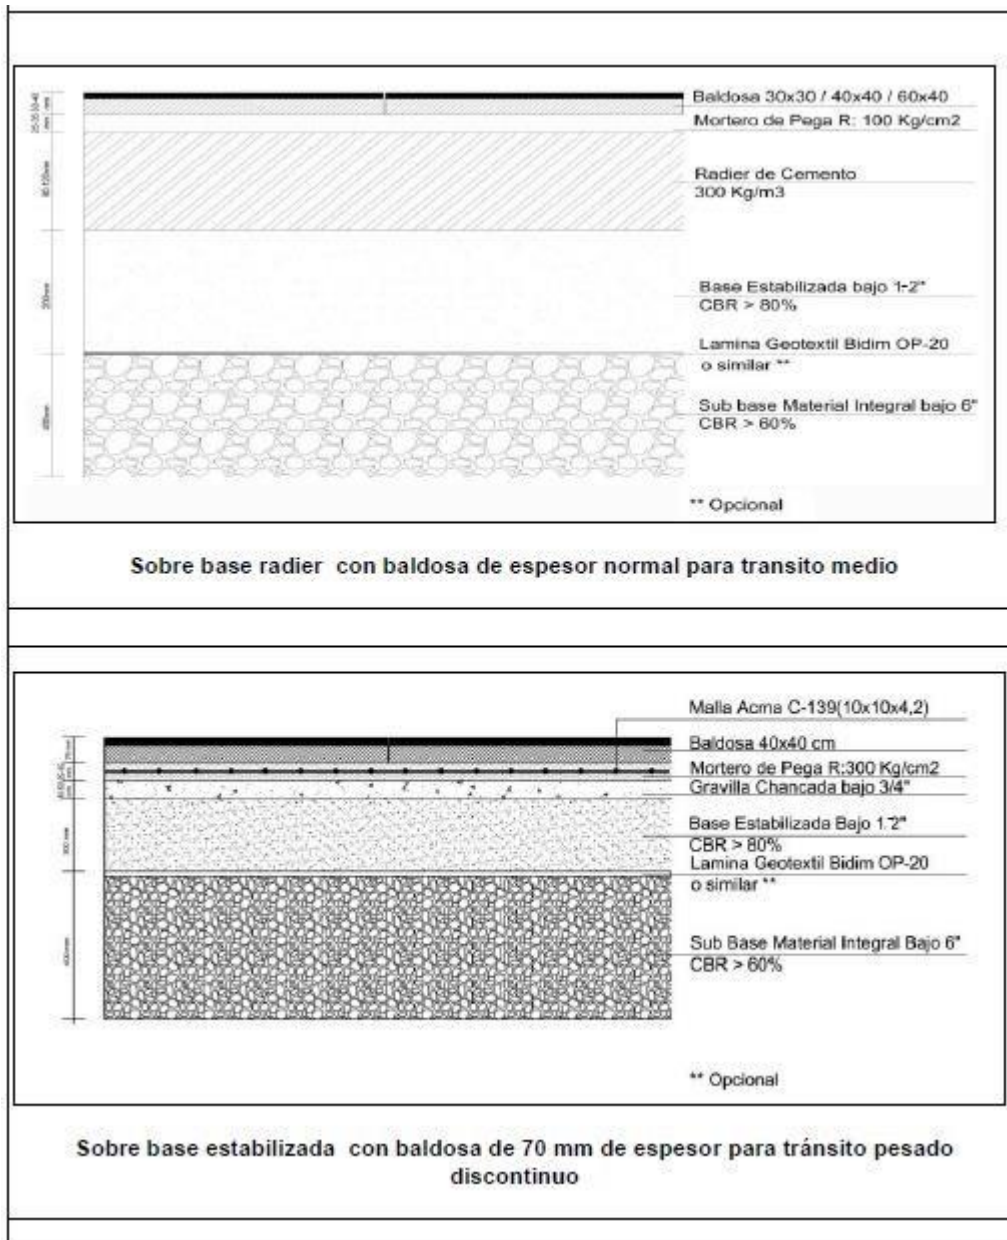 Baldosa 30x30 / 40x40 / 60x40
Mortero de Pega R: 100 Kg/cm2
Radier de Cemento
300 Kg/m3
Base Estabilizada bajo 1-2"
CBR > 80%
Lamina Geotextil Bidim OP-20
o similar **
Sub base Material Integral bajo 6"
CBR > 60%
** Opcional
Sobre base radier con baldosa de espesor normal para transito medio
Malla Acma C-139(10x10x4,2)
Baldosa 40x40 cm
Mortero de Pega R:300 Kg/cm2
Gravilla Chancada bajo 3/4"
Base Estabilizada Bajo 1 2"
CBR > 80%
Lamina Geotextil Bidim OP-20
o similar **
Sub Base Material Integral Bajo 6"
CBR > 60%
** Opcional
Sobre base estabilizada con baldosa de 70 mm de espesor para tránsito pesado
discontinuo